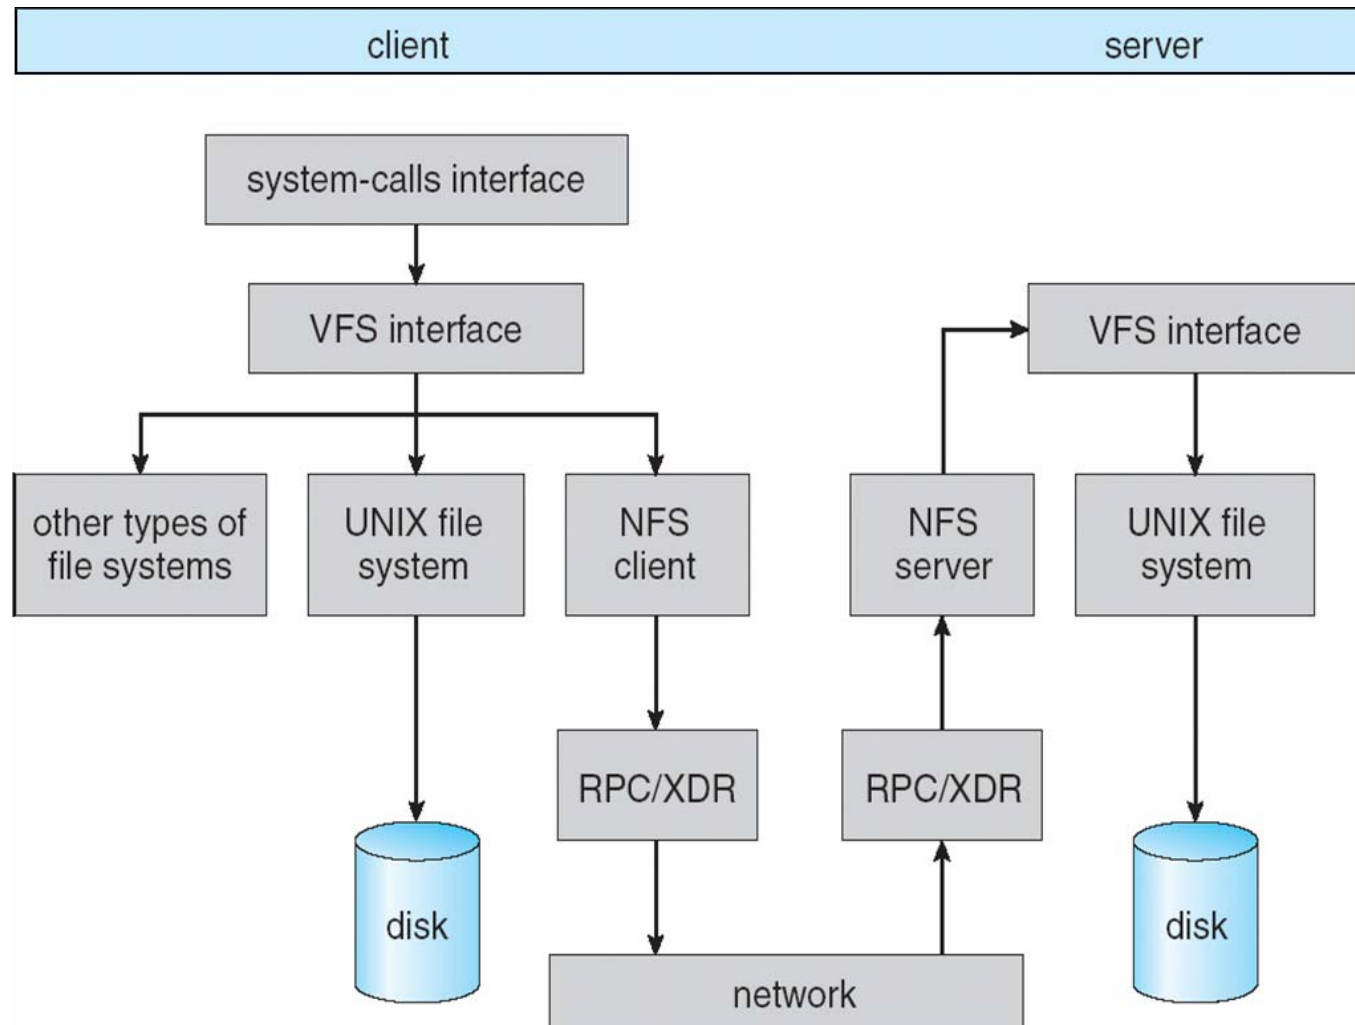 client
server
system-calls interface
VFS interface
VFS interface
other types of
file systems
UNIX file
system
NFS
client
NFS
server
UNIX file
system
RPC/XDR
RPC/XDR
disk
disk
network